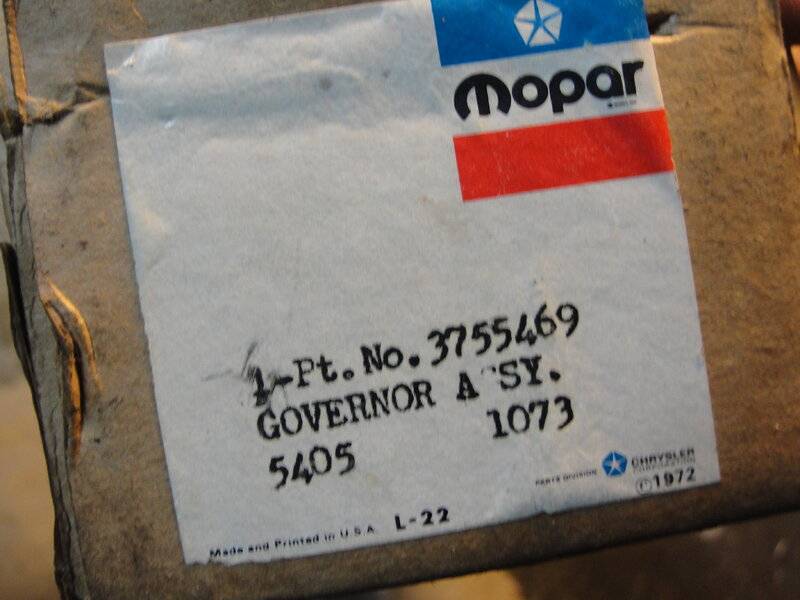 Mopar
1-Pt. No. 3755469
GOVERNOR A SY.
5405 1073
PARTS DIVISION CHRYSLER
CORPORATION
©1972
Made and Printed in U.S.A. L-22